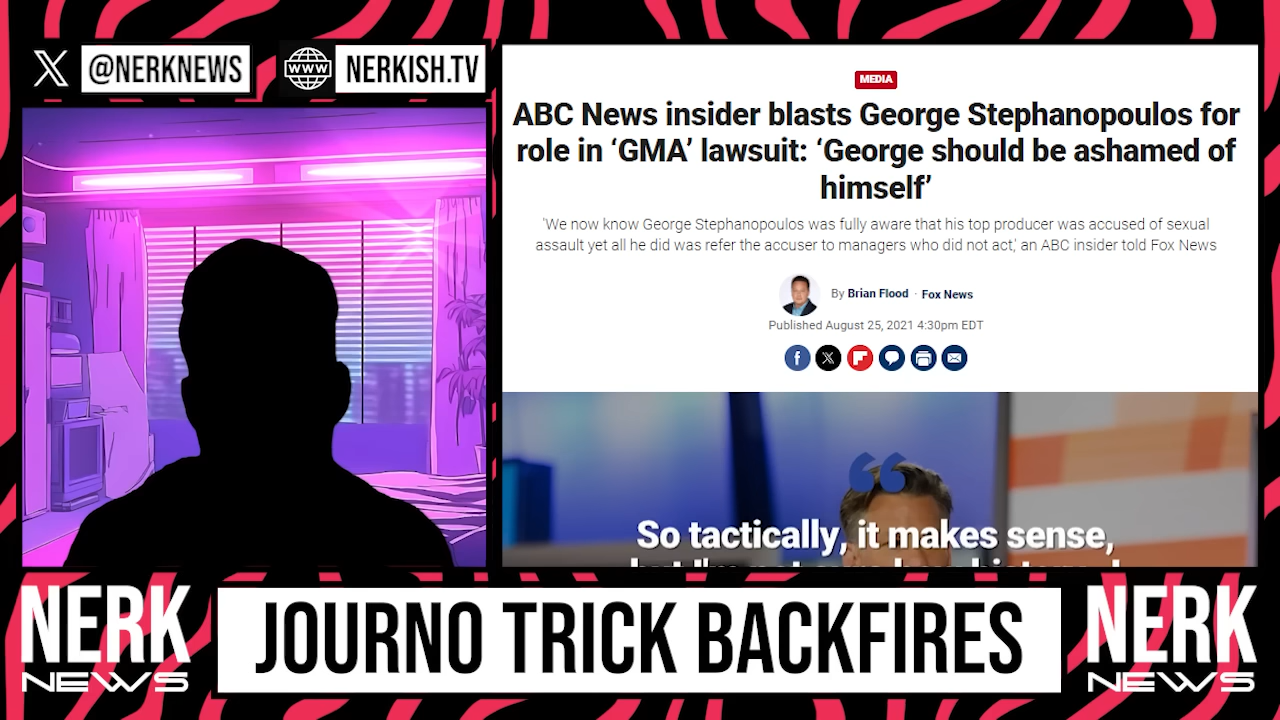 X @NERKNEWS WWW NERKISH.TV
MEDIA
ABC News insider blasts George Stephanopoulos for
role in ‘GMA’ lawsuit: ‘George should be ashamed of
himself’
'We now know George Stephanopoulos was fully aware that his top producer was accused of sexual
assault yet all he did was refer the accuser to managers who did not act,' an ABC insider told Fox News
By Brian Flood · Fox News
Published August 25, 2021 4:30pm EDT
“
So tactically, it makes sense,
NERK
NEWS
JOURNO TRICK BACKFIRES
NERK
NEWS